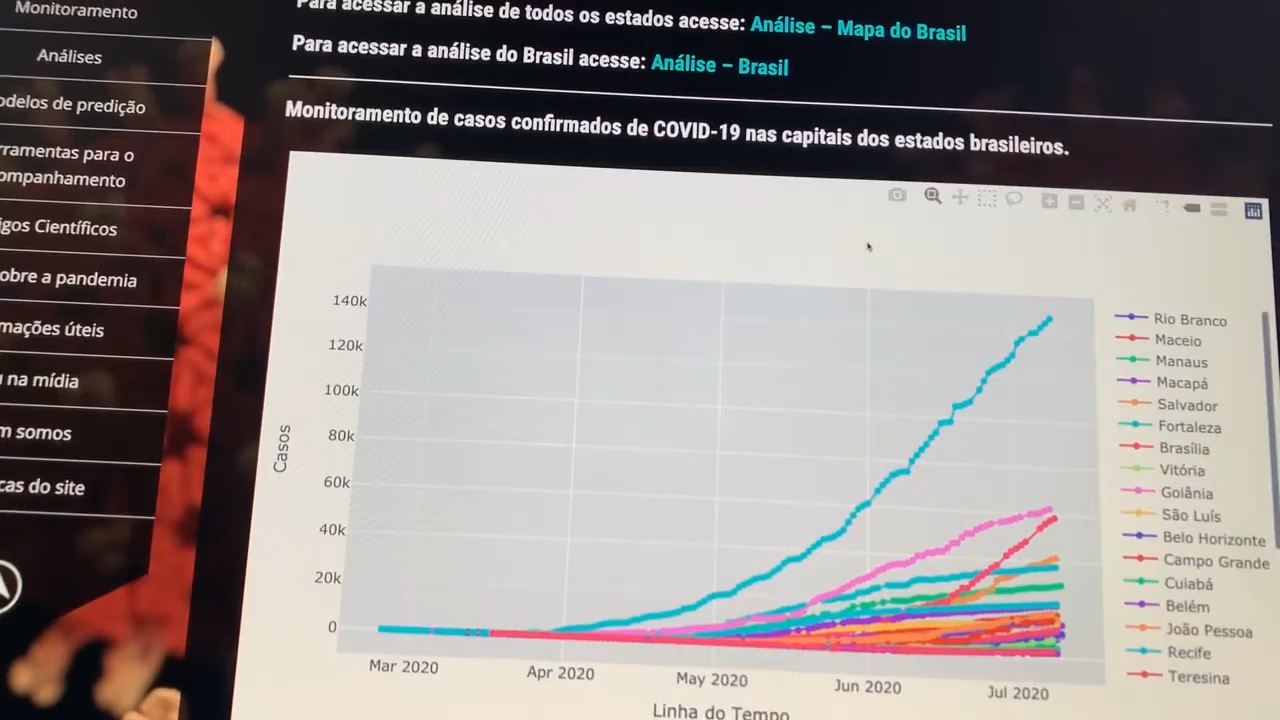 Monitoramento
Análises
odelos de predição
rramentas para o
ompanhamento
igos Científicos
obre a pandemia
mações úteis
na mídia
m somos
cas do site
Para acessar a análise de todos os estados acesse: Análise – Mapa do Brasil
Para acessar a análise do Brasil acesse: Análise – Brasil
Monitoramento de casos confirmados de COVID-19 nas capitais dos estados brasileiros.
140k
120k
100k
80k
60k
40k
20k
0
Casos
Mar 2020
Apr 2020
May 2020
Jun 2020
Jul 2020
Linha do Tempo
Rio Branco
Maceio
Manaus
Macapá
Salvador
Fortaleza
Brasília
Vitória
Goiânia
São Luís
Belo Horizonte
Campo Grande
Cuiabá
Belém
João Pessoa
Recife
Teresina